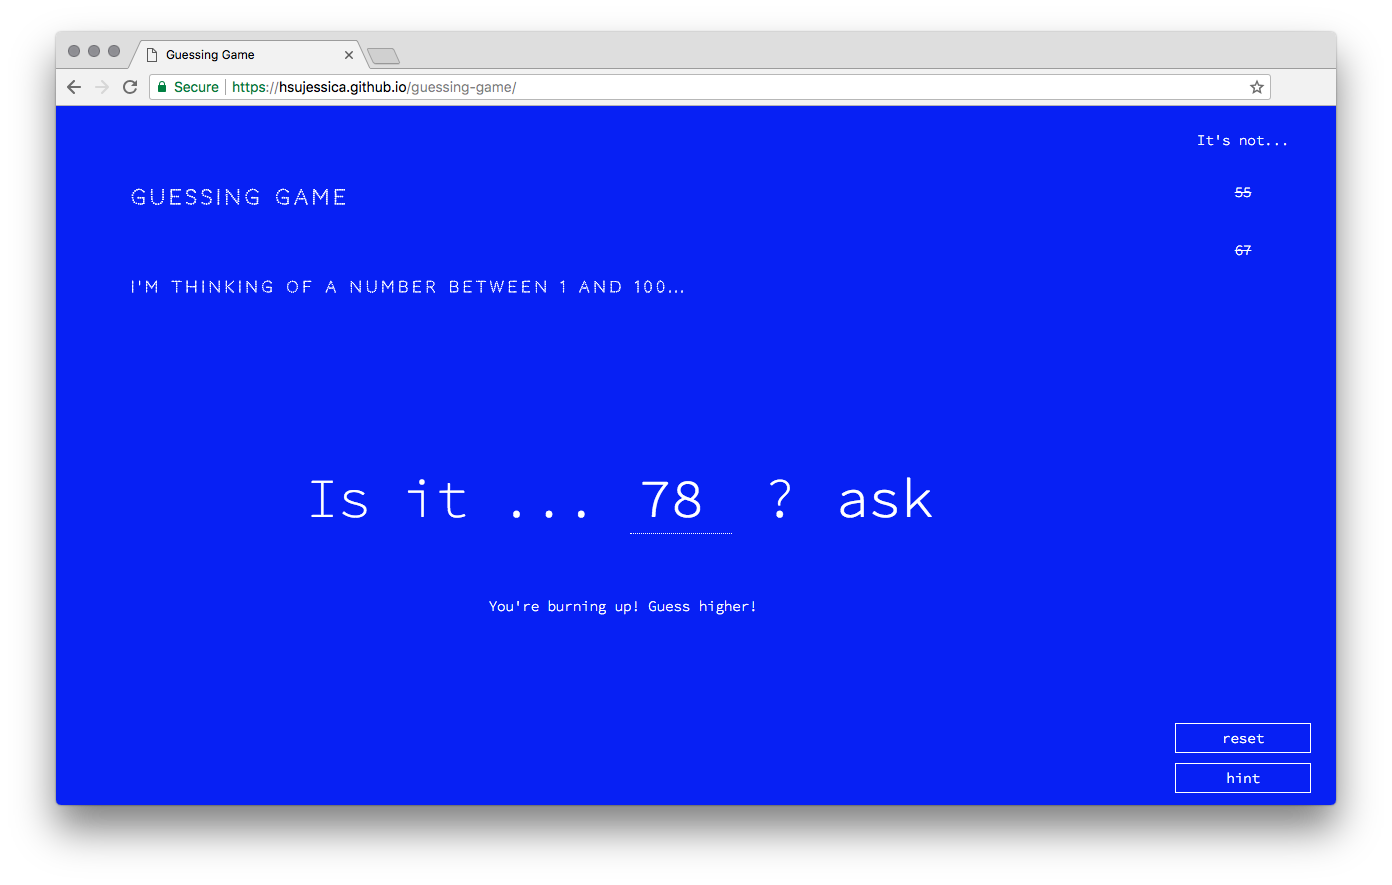 Guessing Game
Secure https://hsujessica.github.io/guessing-game/
It's not...
GUESSING GAME
55
67
I'M THINKING OF A NUMBER BETWEEN 1 AND 100...
Is it ... 78 ? ask
You're burning up! Guess higher!
reset
hint